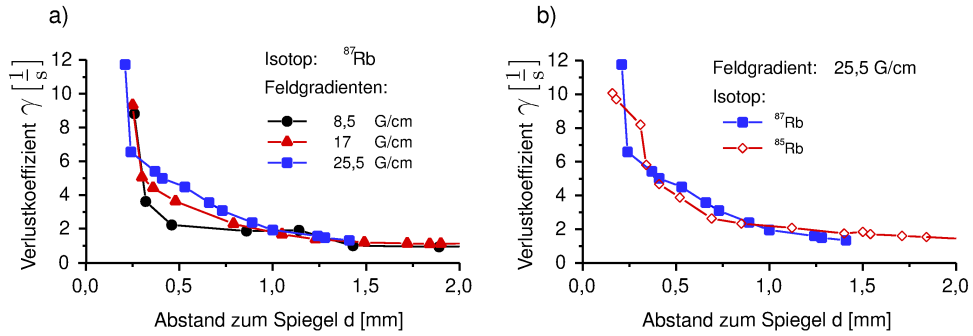 a)
Verlustkoeffizient γ [1/s]
12
10
8
6
4
2
0
0,0
0,5
1,0
1,5
2,0
Abstand zum Spiegel d [mm]
Isotop: ⁸⁷Rb
Feldgradienten:
8,5 G/cm
17 G/cm
25,5 G/cm
b)
Verlustkoeffizient γ [1/s]
12
10
8
6
4
2
0
0,0
0,5
1,0
1,5
2,0
Abstand zum Spiegel d [mm]
Feldgradient: 25,5 G/cm
Isotop:
⁸⁷Rb
⁸⁵Rb